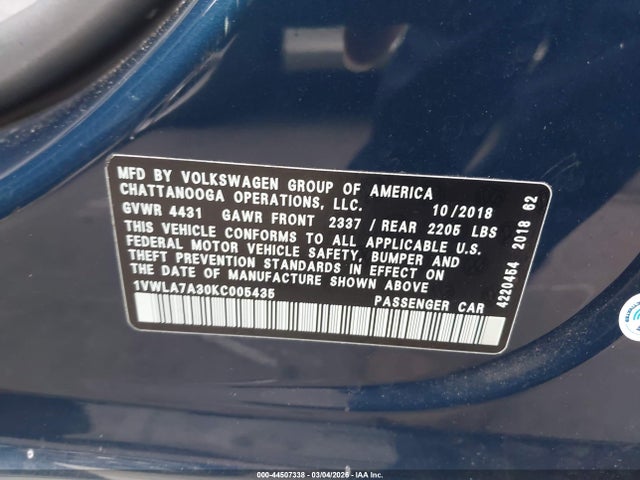 MFD BY VOLKSWAGEN GROUP OF AMERICA
CHATTANOOGA OPERATIONS, LLC. 10/2018
GVWR 4431 GAWR FRONT 2337 / REAR 2205 LBS
THIS VEHICLE CONFORMS TO ALL APPLICABLE U.S.
FEDERAL MOTOR VEHICLE SAFETY, BUMPER AND
THEFT PREVENTION STANDARDS IN EFFECT ON
THE DATE OF MANUFACTURE SHOWN ABOVE
1VWLA7A30KC005435 PASSENGER CAR
4220454 2018 62
000-44507338 - 03/04/2026 - IAA Inc.